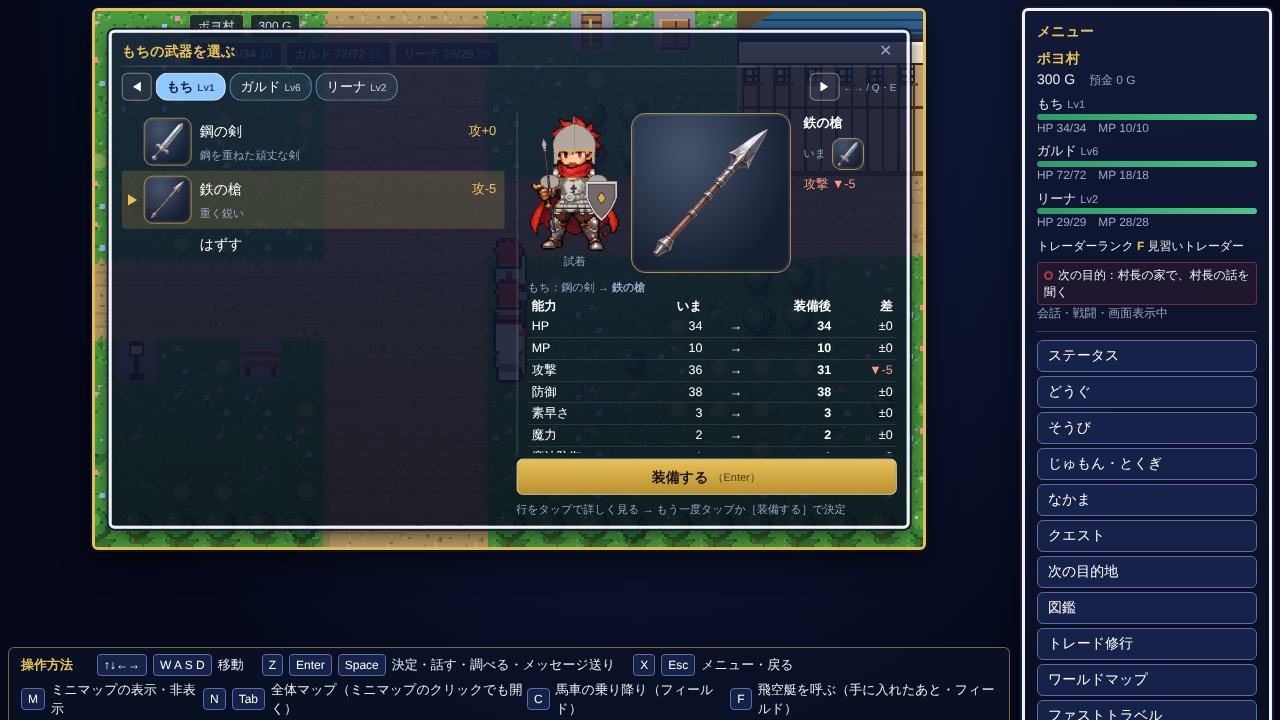 ポヨ村 300 G
もちの武器を選ぶ /34 10 ガルド 72/72 18 リーナ 29/29 28 ✕
◀ もち Lv1 ガルド Lv6 リーナ Lv2 ▶ ←→ / Q・E
鋼の剣 攻+0
鋼を重ねた頑丈な剣
鉄の槍 攻-5
重く鋭い
はずす
試着
鉄の槍
いま
攻撃 ▼-5
もち：鋼の剣 → 鉄の槍
能力 いま 装備後 差
HP 34 → 34 ±0
MP 10 → 10 ±0
攻撃 36 → 31 ▼-5
防御 38 → 38 ±0
素早さ 3 → 3 ±0
魔力 2 → 2 ±0
装備する （Enter）
行をタップで詳しく見る → もう一度タップか［装備する］で決定
メニュー
ポヨ村
300 G 預金 0 G
もち Lv1
HP 34/34 MP 10/10
ガルド Lv6
HP 72/72 MP 18/18
リーナ Lv2
HP 29/29 MP 28/28
トレーダーランク F 見習いトレーダー
次の目的：村長の家で、村長の話を
聞く
会話・戦闘・画面表示中
ステータス
どうぐ
そうび
じゅもん・とくぎ
なかま
クエスト
次の目的地
図鑑
トレード修行
ワールドマップ
ファストトラベル
操作方法 ↑↓←→ W A S D 移動 Z Enter Space 決定・話す・調べる・メッセージ送り X Esc メニュー・戻る
M ミニマップの表示・非表示 N Tab 全体マップ（ミニマップのクリックでも開く） C 馬車の乗り降り（フィールド） F 飛空艇を呼ぶ（手に入れたあと・フィールド）